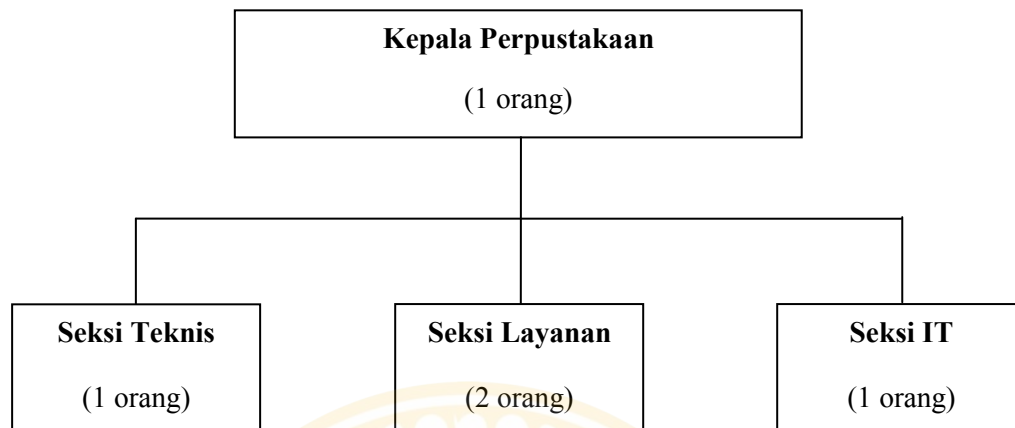 Kepala Perpustakaan
(1 orang)
Seksi Teknis
(1 orang)
Seksi Layanan
(2 orang)
Seksi IT
(1 orang)